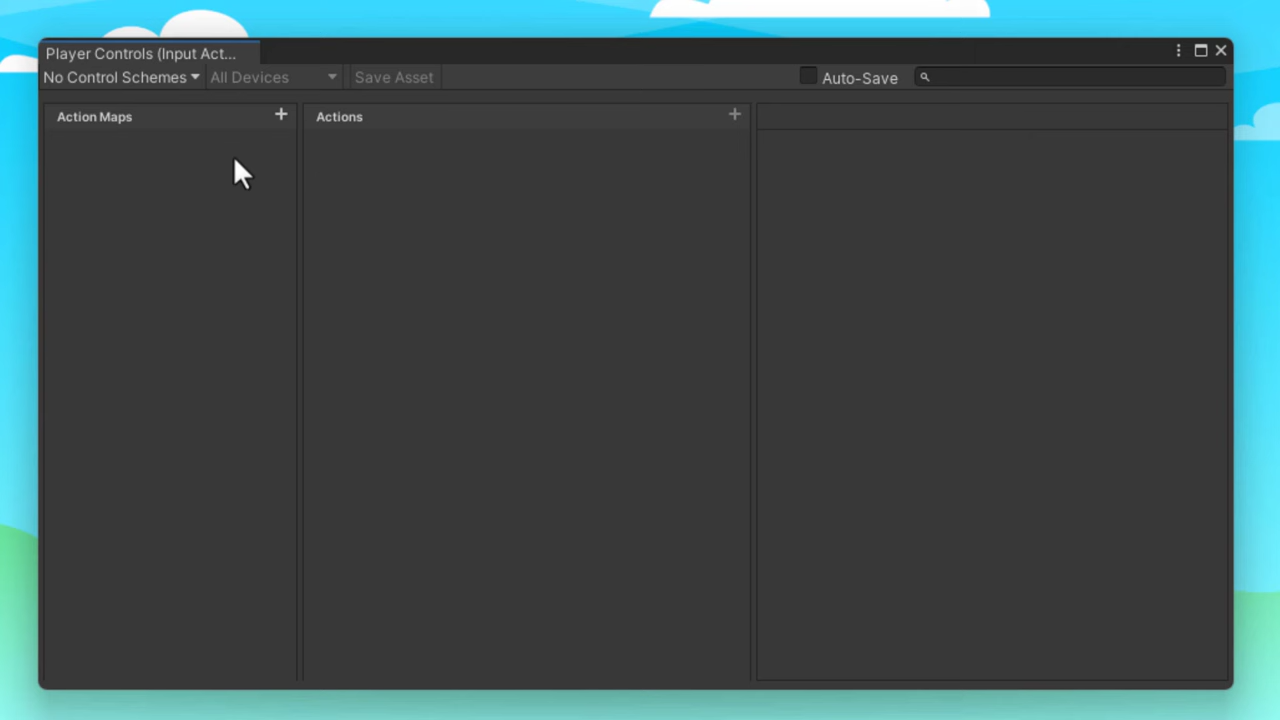 Player Controls (Input Act...
No Control Schemes All Devices Save Asset Auto-Save
Action Maps Actions